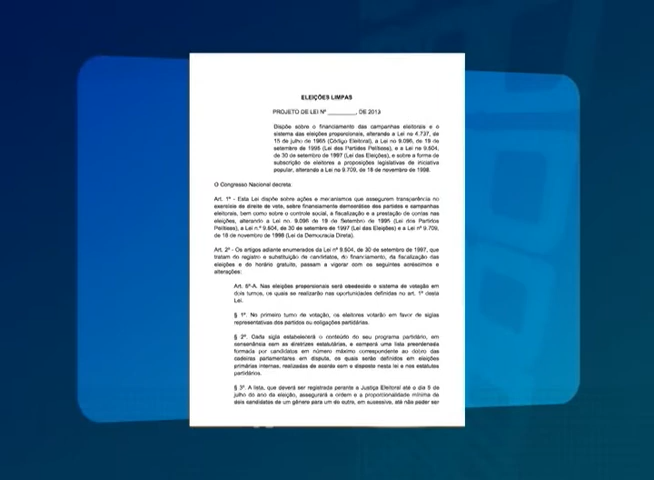 ELEIÇÕES LIMPAS
PROJETO DE LEI Nº ________, DE 2013
Dispõe sobre o financiamento das campanhas eleitorais e o
sistema das eleições proporcionais, alterando a Lei no 4.737, de
15 de julho de 1965 (Código Eleitoral), a Lei no 9.096, de 19 de
setembro de 1995 (Lei dos Partidos Políticos), e a Lei no 9.504,
de 30 de setembro de 1997 (Lei das Eleições), e sobre a forma de
subscrição de eleitores a proposições legislativas de iniciativa
popular, alterando a Lei no 9.709, de 18 de novembro de 1998.
O Congresso Nacional decreta
Art. 1º - Esta Lei dispõe sobre ações e mecanismos que assegurem transparência no
exercício do direito de voto, sobre financiamento democrático dos partidos e campanhas
eleitorais, bem como sobre o controle social, a fiscalização e a prestação de contas nas
eleições, alterando a Lei no. 9.096 de 19 de Setembro de 1995 (Lei dos Partidos
Políticos), a Lei n.º 9.504, de 30 de setembro de 1997 (Lei das Eleições) e a Lei nº 9.709,
de 18 de novembro de 1998 (Lei da Democracia Direta).
Art. 2º - Os artigos adiante enumerados da Lei nº 9.504, de 30 de setembro de 1997, que
tratam do registro e substituição de candidatos, do financiamento, da fiscalização das
eleições e do horário gratuito, passam a vigorar com os seguintes acréscimos e
alterações:
Art. 5º-A. Nas eleições proporcionais será obedecido o sistema de votação em
dois turnos, os quais se realizarão nas oportunidades definidas no art. 1º desta
Lei.
§ 1º. No primeiro turno de votação, os eleitores votarão em favor de siglas
representativas dos partidos ou coligações partidárias.
§ 2º. Cada sigla estabelecerá o conteúdo do seu programa partidário, em
consonância com as diretrizes estatutárias, e comporá uma lista preordenada
formada por candidatos em número máximo correspondente ao dobro das
cadeiras parlamentares em disputa, os quais serão definidos em eleições
primárias internas, realizadas de acordo com o disposto nesta lei e nos estatutos
partidários.
§ 3º. A lista, que deverá ser registrada perante a Justiça Eleitoral até o dia 5 de
julho do ano da eleição, assegurará a ordem e a proporcionalidade mínima de
dois candidatos de um gênero para um do outro, em sucessivo, até não poder ser